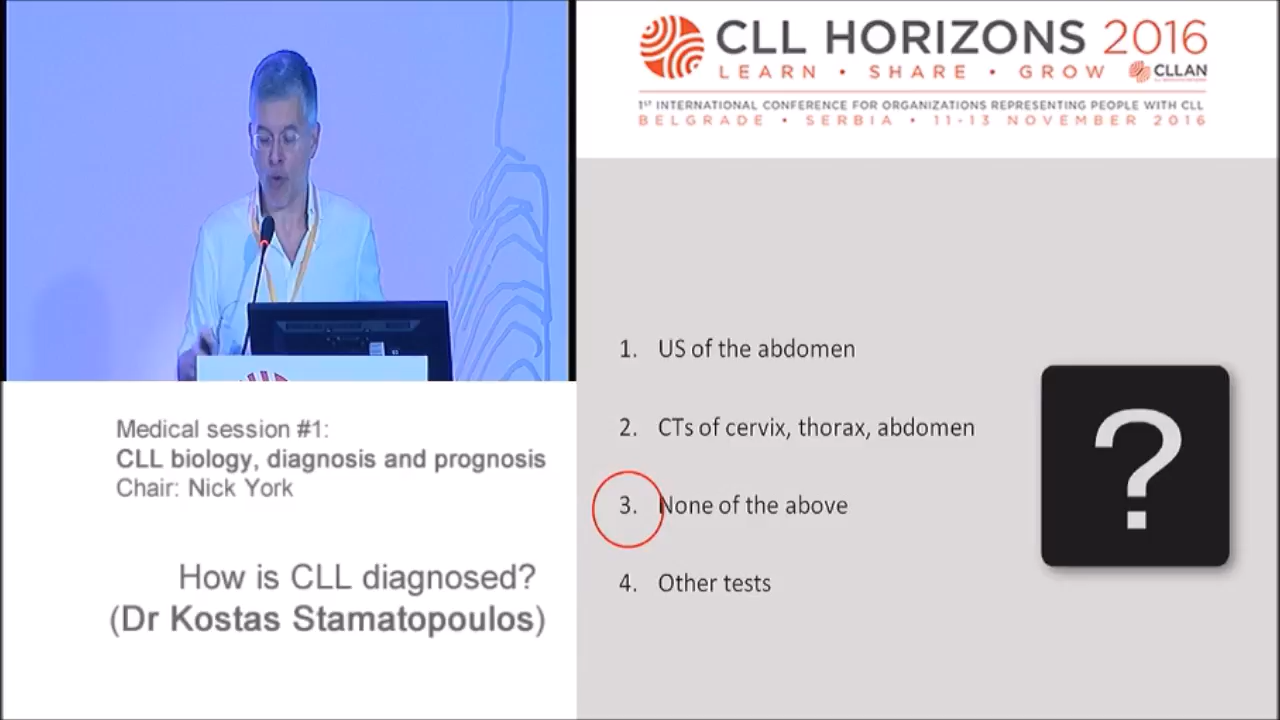 CLL HORIZONS 2016
LEARN • SHARE • GROW
CLLAN
1ST INTERNATIONAL CONFERENCE FOR ORGANIZATIONS REPRESENTING PEOPLE WITH CLL
BELGRADE • SERBIA • 11-13 NOVEMBER 2016
1. US of the abdomen
2. CTs of cervix, thorax, abdomen
3. None of the above
4. Other tests
?
Medical session #1:
CLL biology, diagnosis and prognosis
Chair: Nick York
How is CLL diagnosed?
(Dr Kostas Stamatopoulos)